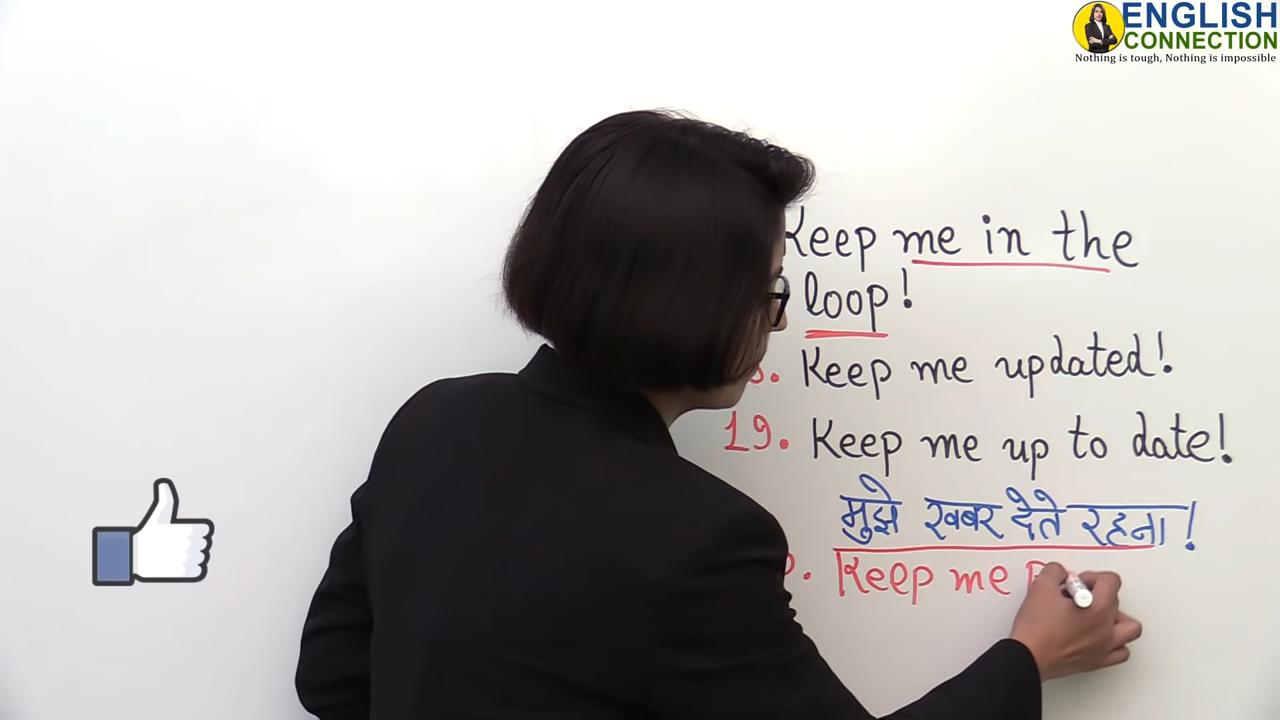 ENGLISH
CONNECTION
Nothing is tough, Nothing is impossible
Keep me in the
loop!
Keep me updated!
19. Keep me up to date!
मुझे खबर देते रहना!
Keep me